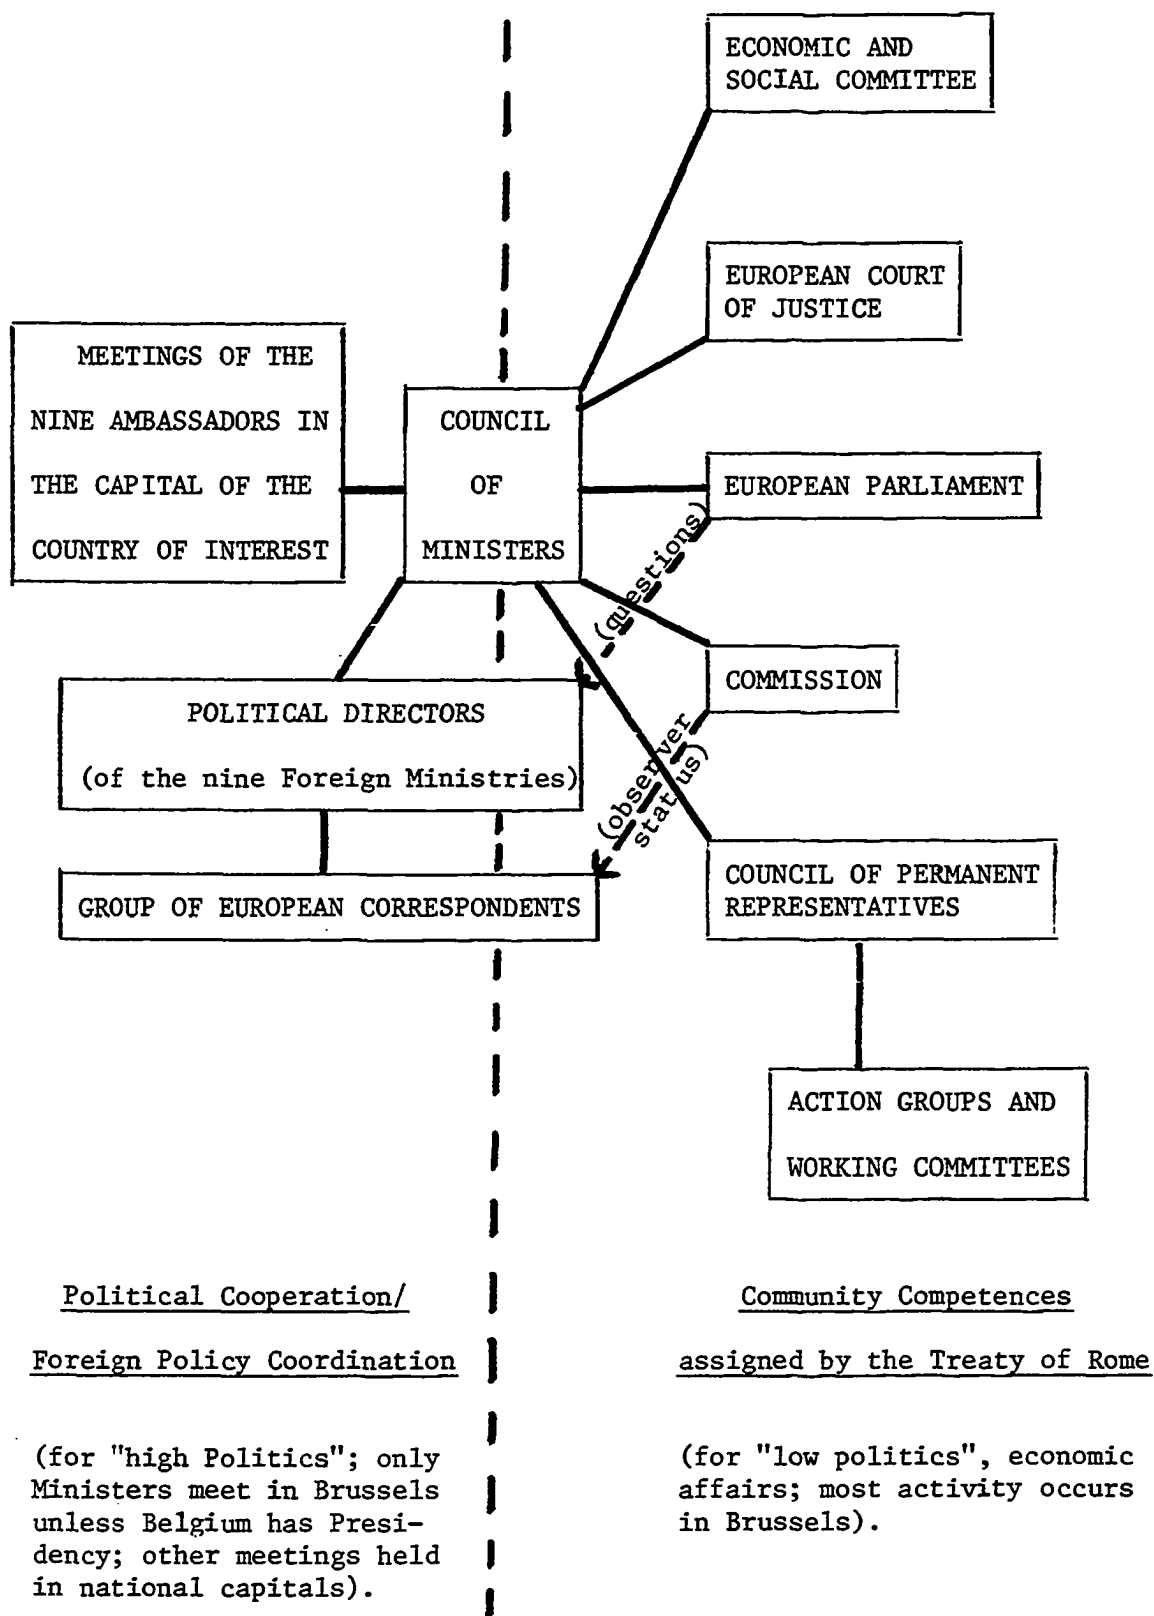 ECONOMIC AND
SOCIAL COMMITTEE
EUROPEAN COURT
OF JUSTICE
MEETINGS OF THE
NINE AMBASSADORS IN
THE CAPITAL OF THE
COUNTRY OF INTEREST
COUNCIL
OF
MINISTERS
EUROPEAN PARLIAMENT
(questions)
COMMISSION
POLITICAL DIRECTORS
(of the nine Foreign Ministries)
(observer
status)
GROUP OF EUROPEAN CORRESPONDENTS
COUNCIL OF PERMANENT
REPRESENTATIVES
ACTION GROUPS AND
WORKING COMMITTEES
Political Cooperation/
Foreign Policy Coordination
(for "high Politics"; only
Ministers meet in Brussels
unless Belgium has Presi-
dency; other meetings held
in national capitals).
Community Competences
assigned by the Treaty of Rome
(for "low politics", economic
affairs; most activity occurs
in Brussels).